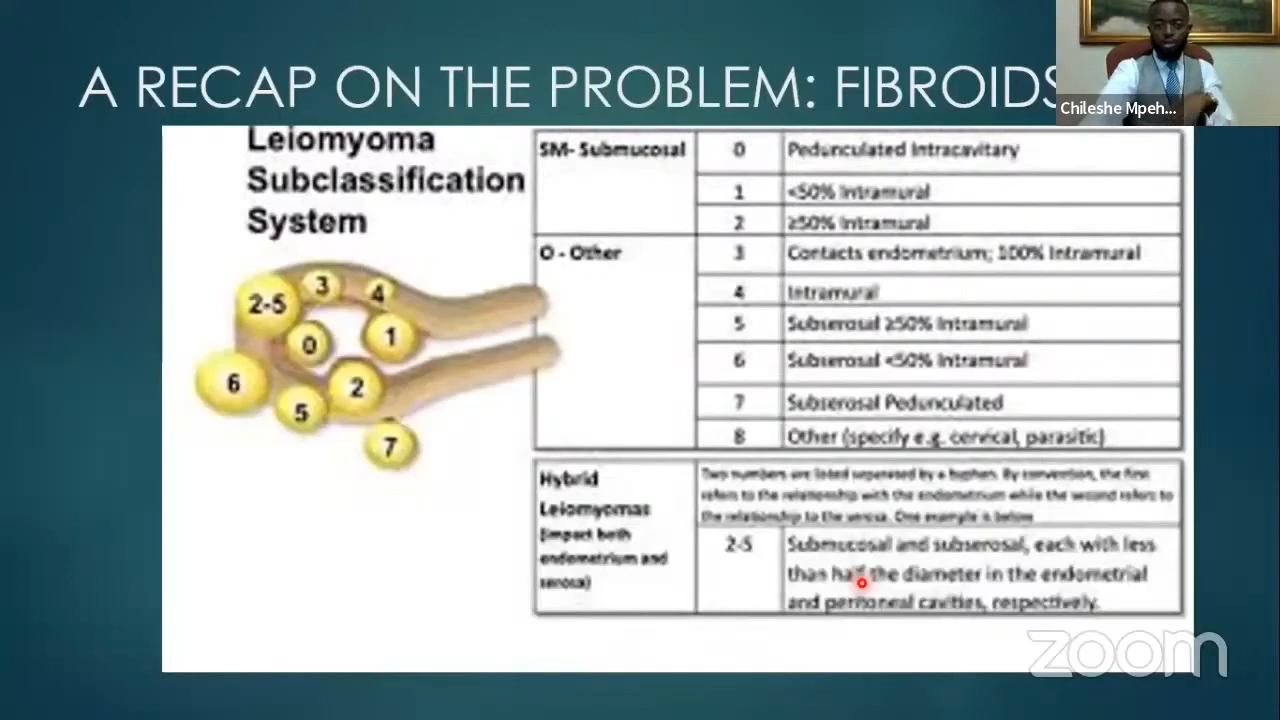 A RECAP ON THE PROBLEM: FIBROIDS
Chileshe Mpeh...
Leiomyoma
Subclassification
System
2-5
3
4
0
1
6
2
5
7
SM- Submucosal
0 Pedunculated Intracavitary
1 <50% Intramural
2 ≥50% Intramural
O - Other
3 Contacts endometrium; 100% Intramural
4 Intramural
5 Subserosal ≥50% Intramural
6 Subserosal <50% Intramural
7 Subserosal Pedunculated
8 Other (specify e.g. cervical, parasitic)
Hybrid
Leiomyomas
(impact both
endometrium and
serosa)
Two numbers are listed separated by a hyphen. By convention, the first
refers to the relationship with the endometrium while the second refers to
the relationship to the serosa. One example is below
2-5 Submucosal and subserosal, each with less
than half the diameter in the endometrial
and peritoneal cavities, respectively.
zoom